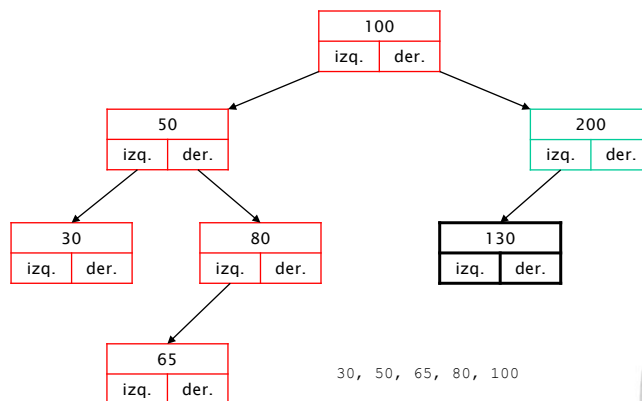 100
izq. der.
50
izq. der.
200
izq. der.
30
izq. der.
80
izq. der.
130
izq. der.
65
izq. der.
30, 50, 65, 80, 100